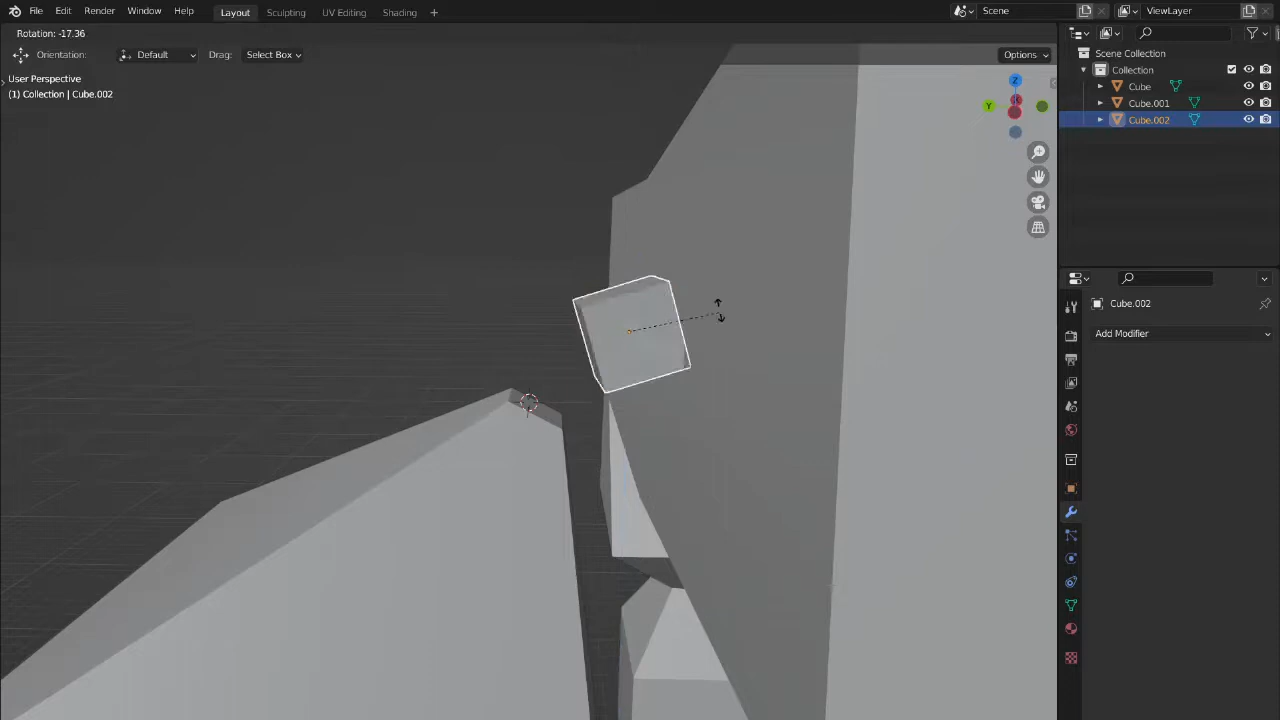 File Edit Render Window Help Layout Sculpting UV Editing Shading + Scene ViewLayer
Rotation: -17.36
Orientation: Default Drag: Select Box Options
User Perspective
(1) Collection | Cube.002
Z
Y
Scene Collection
Collection
Cube
Cube.001
Cube.002
Cube.002
Add Modifier